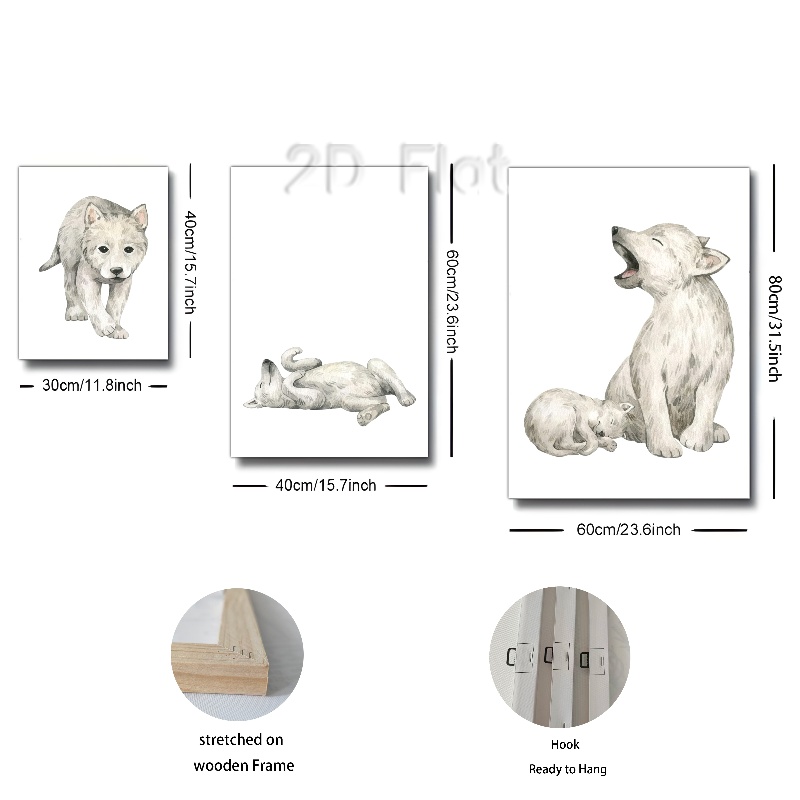 2D Flat
40cm/15.7inch
30cm/11.8inch
60cm/23.6inch
40cm/15.7inch
80cm/31.5inch
60cm/23.6inch
stretched on
wooden Frame
Hook
Ready to Hang